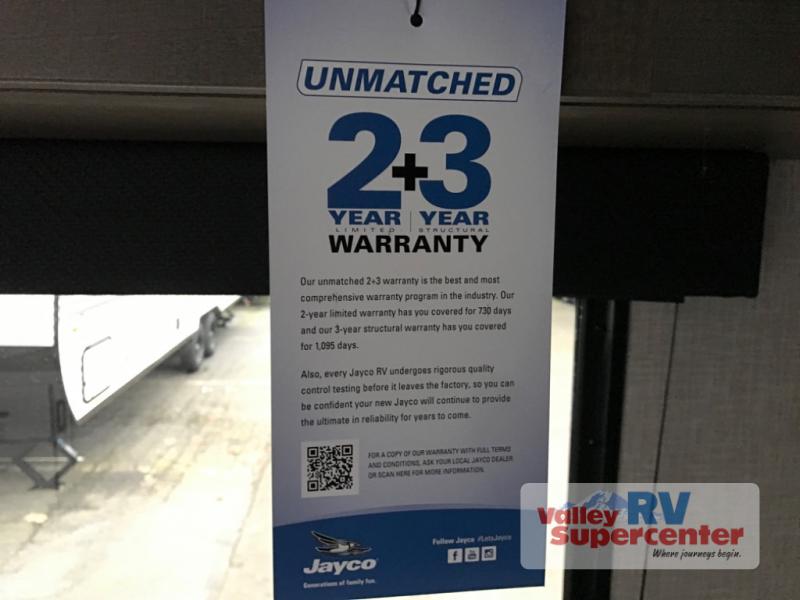 UNMATCHED
2+3
YEAR | YEAR
LIMITED STRUCTURAL
WARRANTY
Our unmatched 2+3 warranty is the best and most
comprehensive warranty program in the industry. Our
2-year limited warranty has you covered for 730 days
and our 3-year structural warranty has you covered
for 1,095 days.
Also, every Jayco RV undergoes rigorous quality
control testing before it leaves the factory, so you can
be confident your new Jayco will continue to provide
the ultimate in reliability for years to come.
FOR A COPY OF OUR WARRANTY WITH FULL TERMS
AND CONDITIONS, ASK YOUR LOCAL JAYCO DEALER
OR SCAN HERE FOR MORE INFORMATION.
Jayco
Generations of family fun.
Follow Jayco #LetsJayco
f You Tube
Valley RV
Supercenter
Where journeys begin.